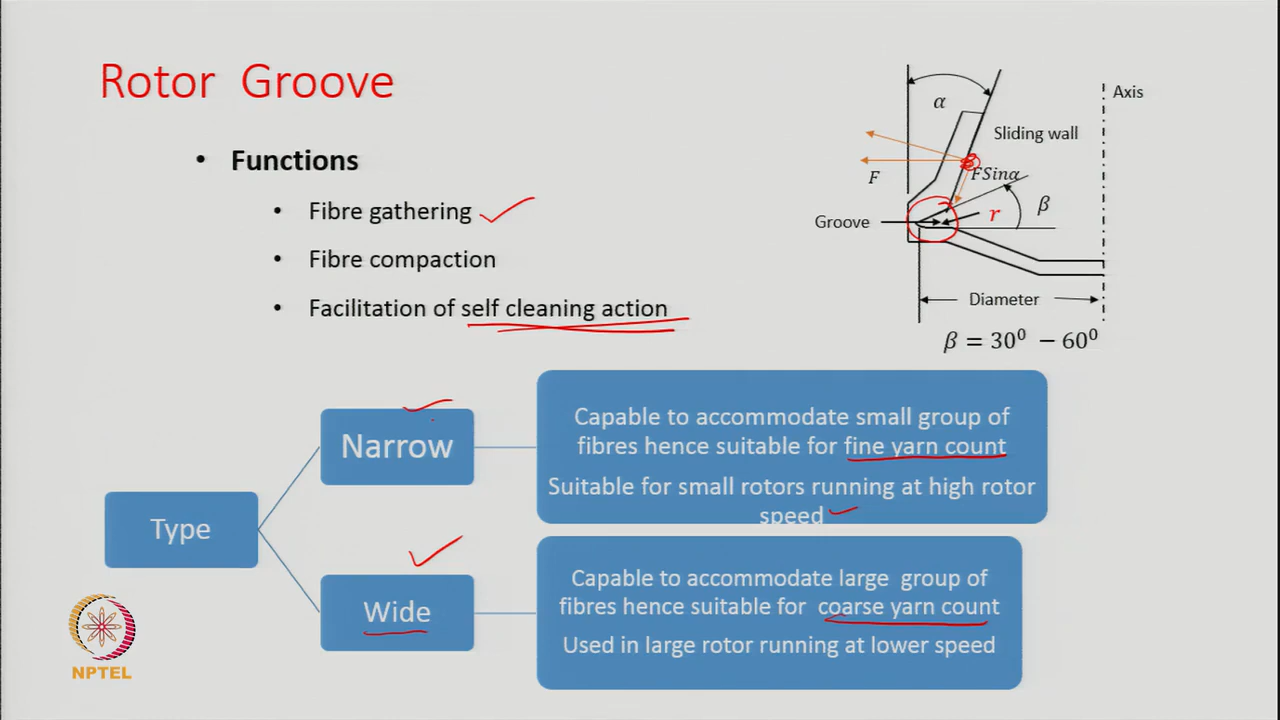 Rotor Groove
• Functions
• Fibre gathering
• Fibre compaction
• Facilitation of self cleaning action
α
Axis
Sliding wall
F
FSinα
β
Groove
r
Diameter
β = 30⁰ − 60⁰
Type
Narrow
Capable to accommodate small group of
fibres hence suitable for fine yarn count
Suitable for small rotors running at high rotor
speed
Wide
Capable to accommodate large group of
fibres hence suitable for coarse yarn count
Used in large rotor running at lower speed
NPTEL